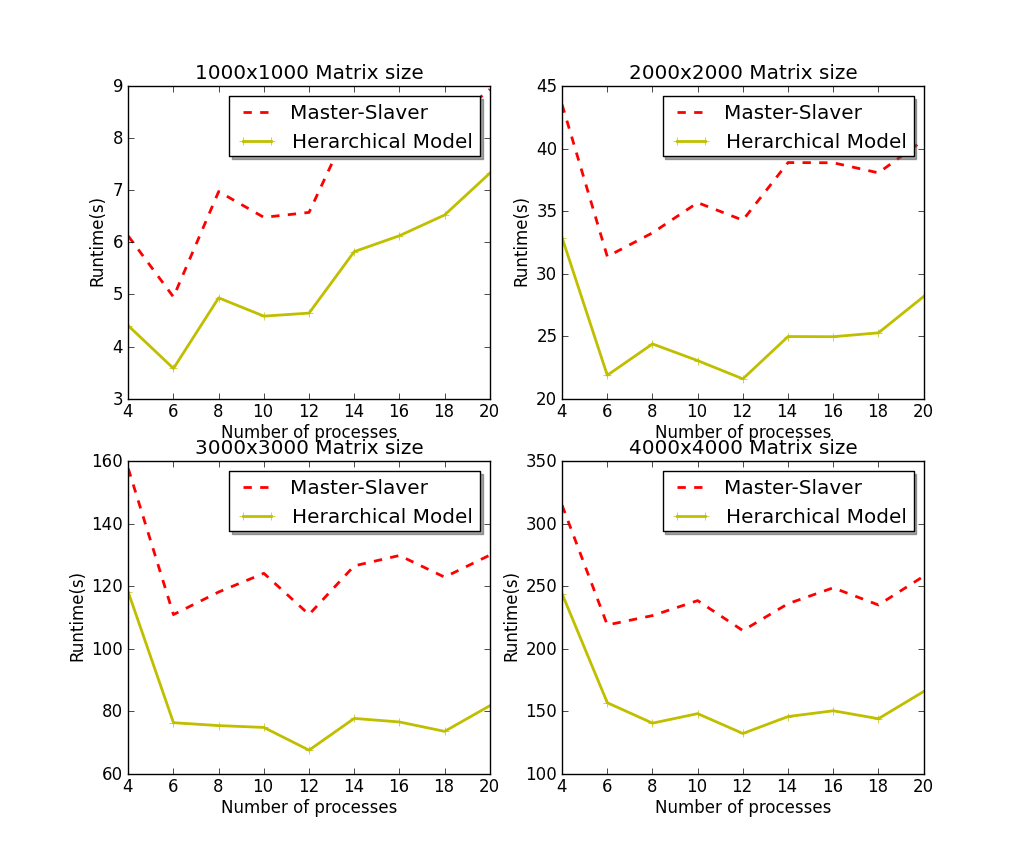 1000x1000 Matrix size
Master-Slaver
Herarchical Model
Runtime(s)
9
8
7
6
5
4
3
4 6 8 10 12 14 16 18 20
Number of processes
2000x2000 Matrix size
Master-Slaver
Herarchical Model
Runtime(s)
45
40
35
30
25
20
4 6 8 10 12 14 16 18 20
Number of processes
3000x3000 Matrix size
Master-Slaver
Herarchical Model
Runtime(s)
160
140
120
100
80
60
4 6 8 10 12 14 16 18 20
Number of processes
4000x4000 Matrix size
Master-Slaver
Herarchical Model
Runtime(s)
350
300
250
200
150
100
4 6 8 10 12 14 16 18 20
Number of processes